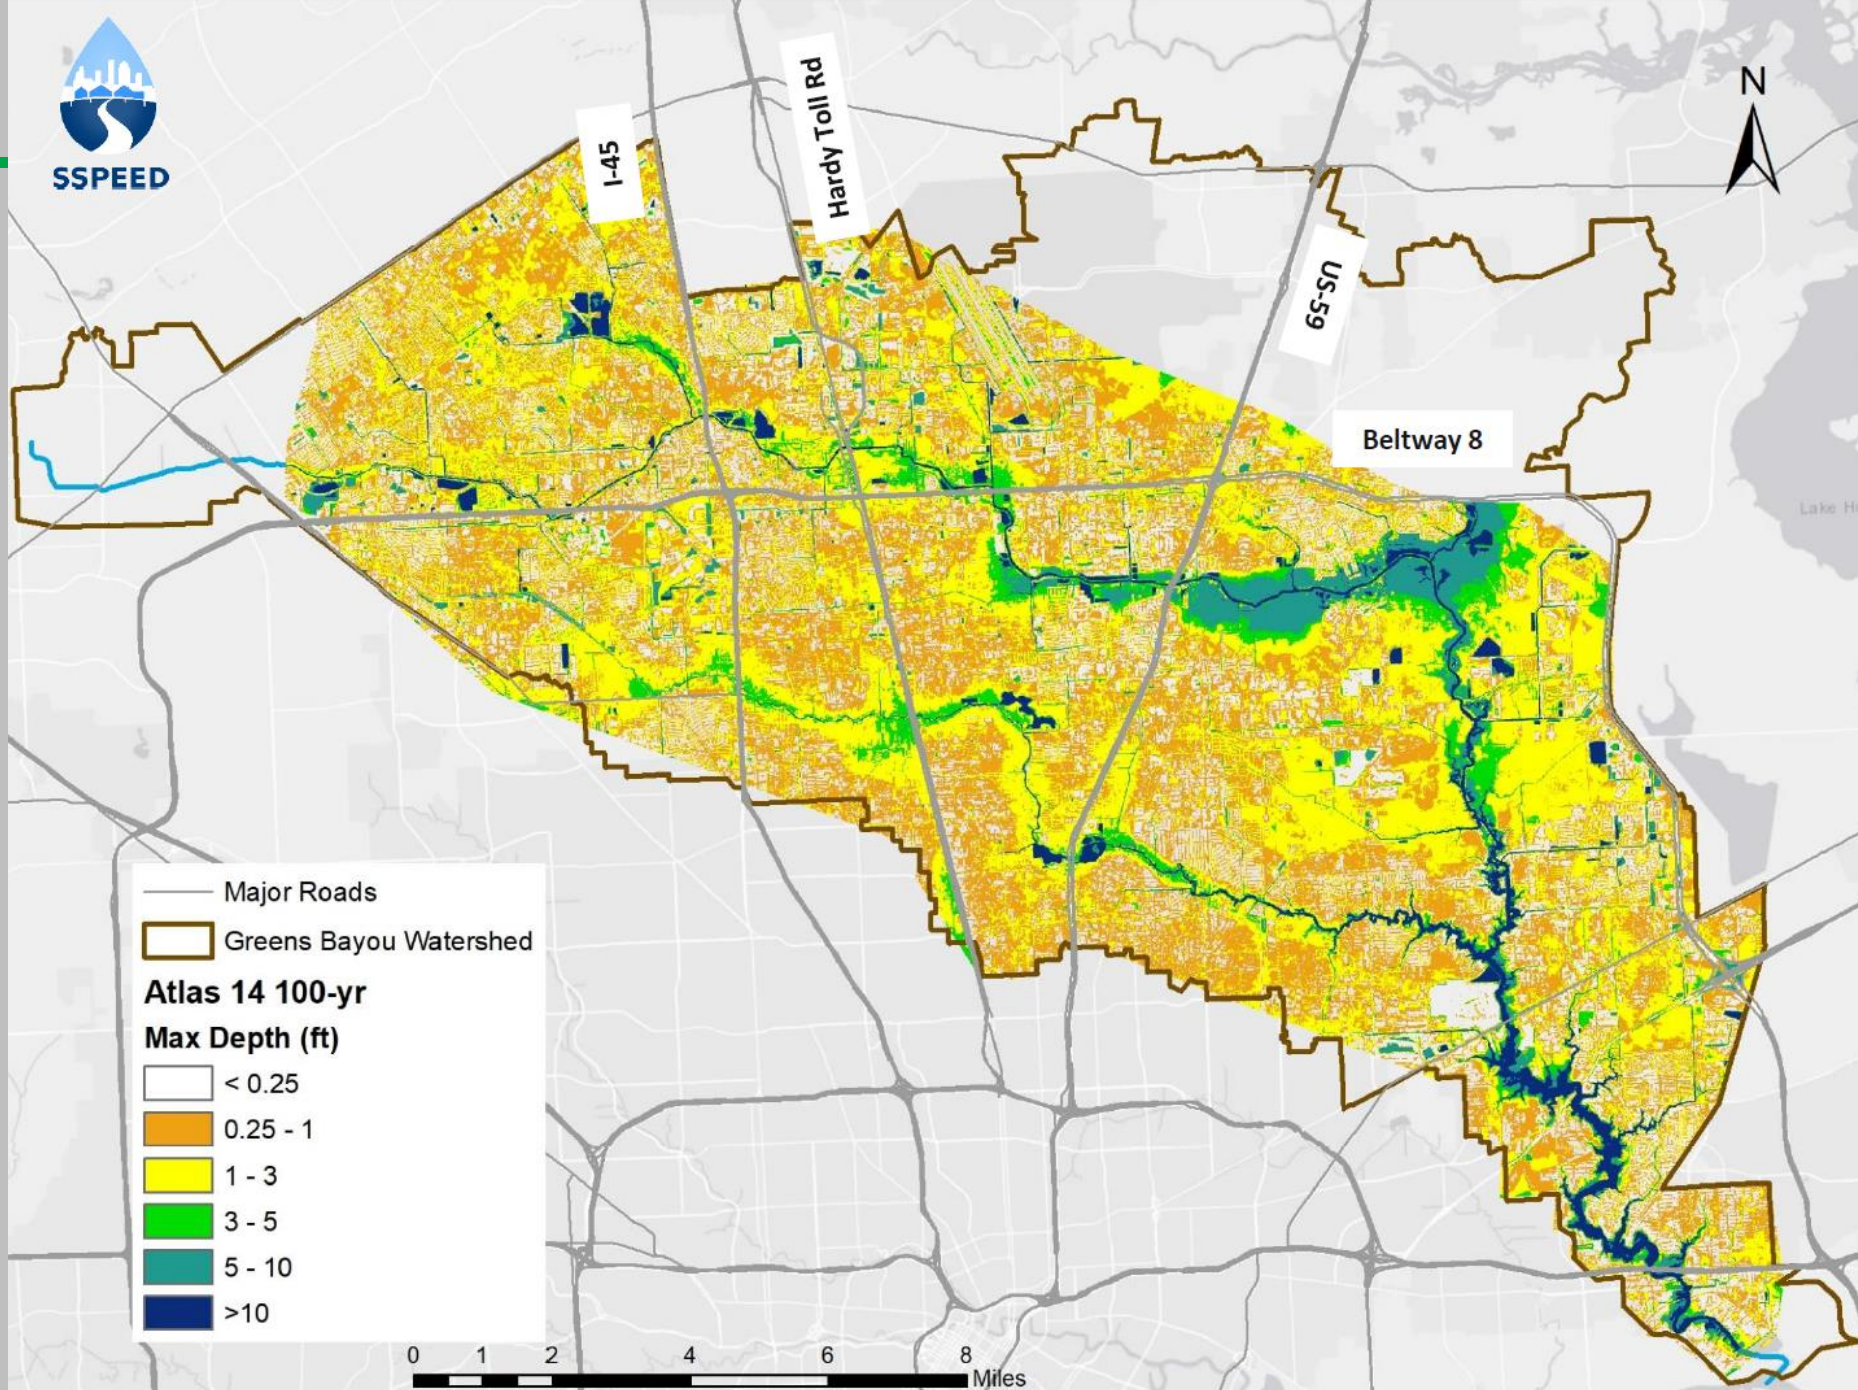 SSPEED
I-45
Hardy Toll Rd
N
US-59
Beltway 8
Major Roads
Greens Bayou Watershed
Atlas 14 100-yr
Max Depth (ft)
< 0.25
0.25 - 1
1 - 3
3 - 5
5 - 10
>10
0 1 2 4 6 8
Miles
Lake